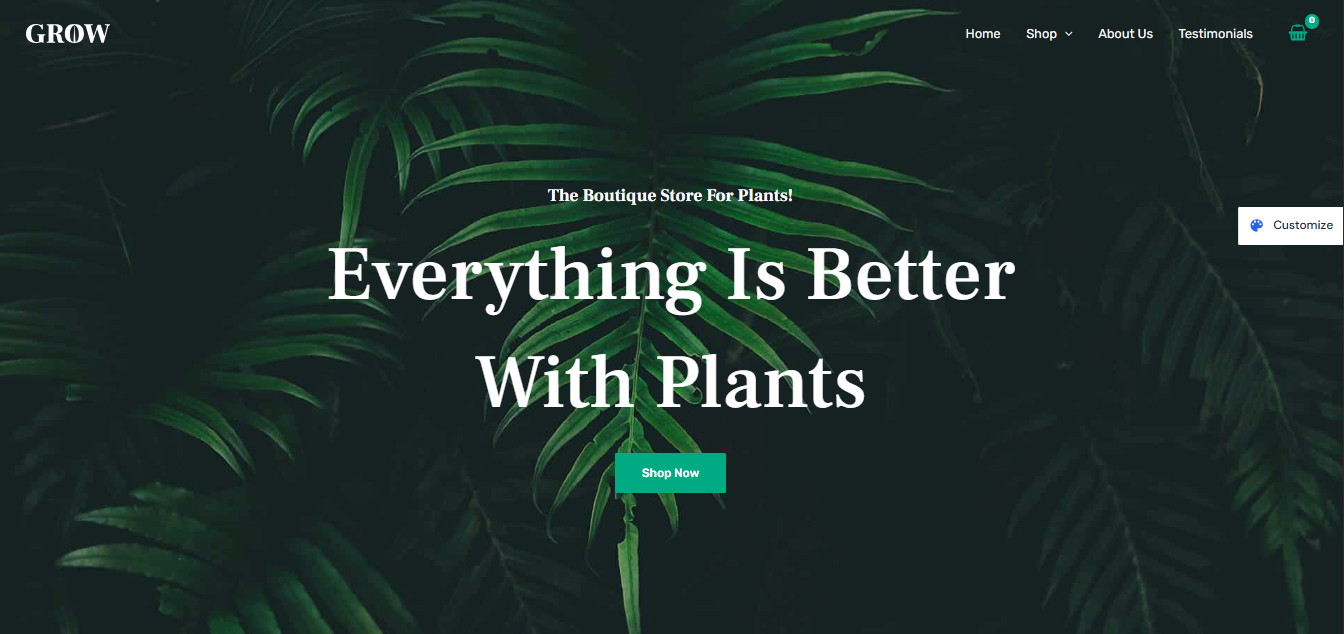 GROW
Home
Shop
About Us
Testimonials
0
The Boutique Store For Plants!
Customize
Everything Is Better
With Plants
Shop Now